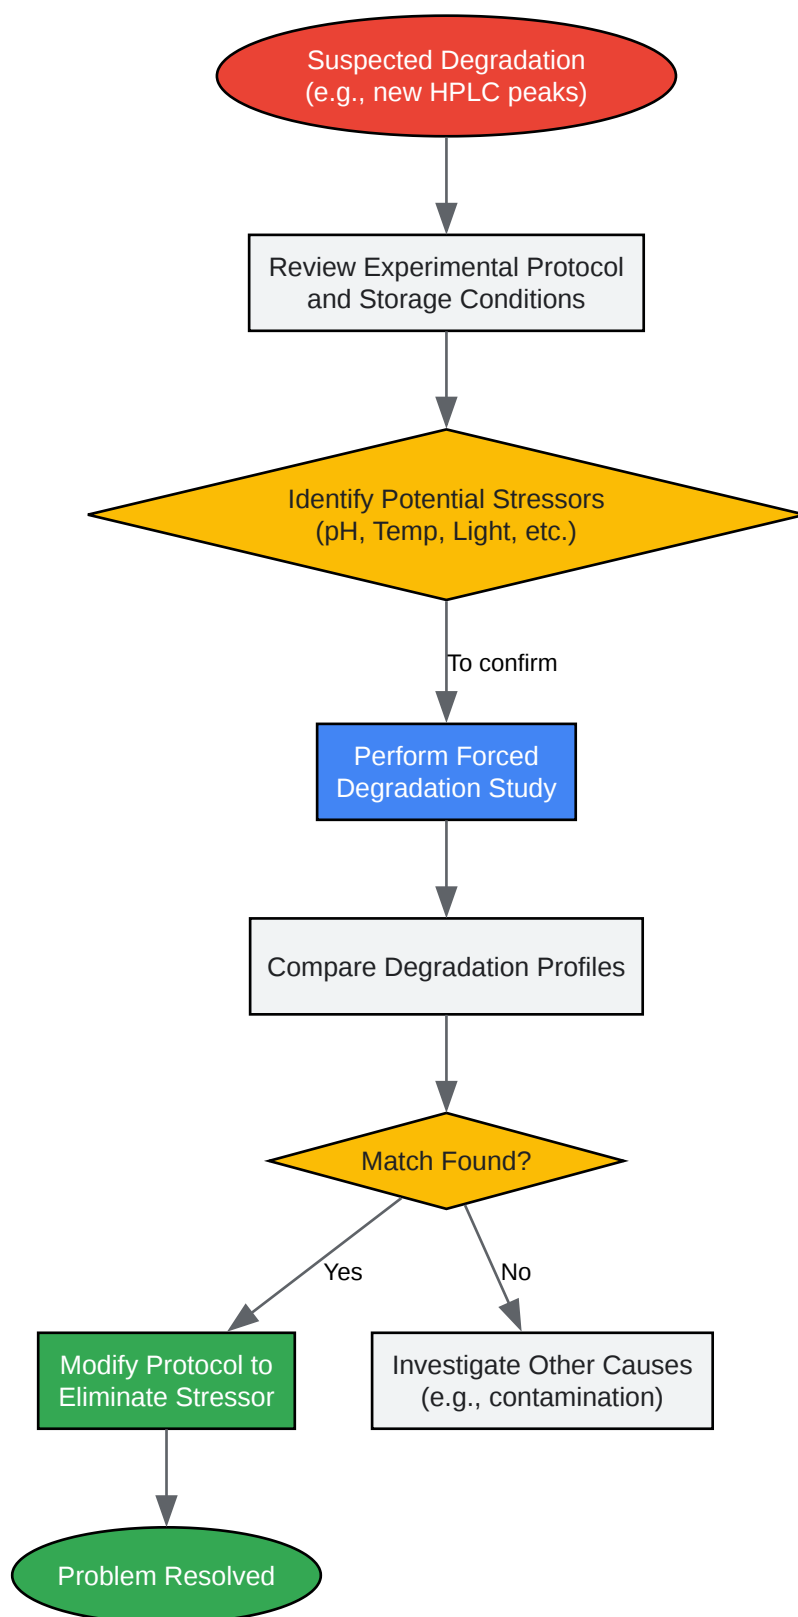 Suspected Degradation
(e.g., new HPLC peaks)
Review Experimental Protocol
and Storage Conditions
Identify Potential Stressors
(pH, Temp, Light, etc.)
To confirm
Perform Forced
Degradation Study
Compare Degradation Profiles
Match Found?
Yes
No
Modify Protocol to
Eliminate Stressor
Investigate Other Causes
(e.g., contamination)
Problem Resolved